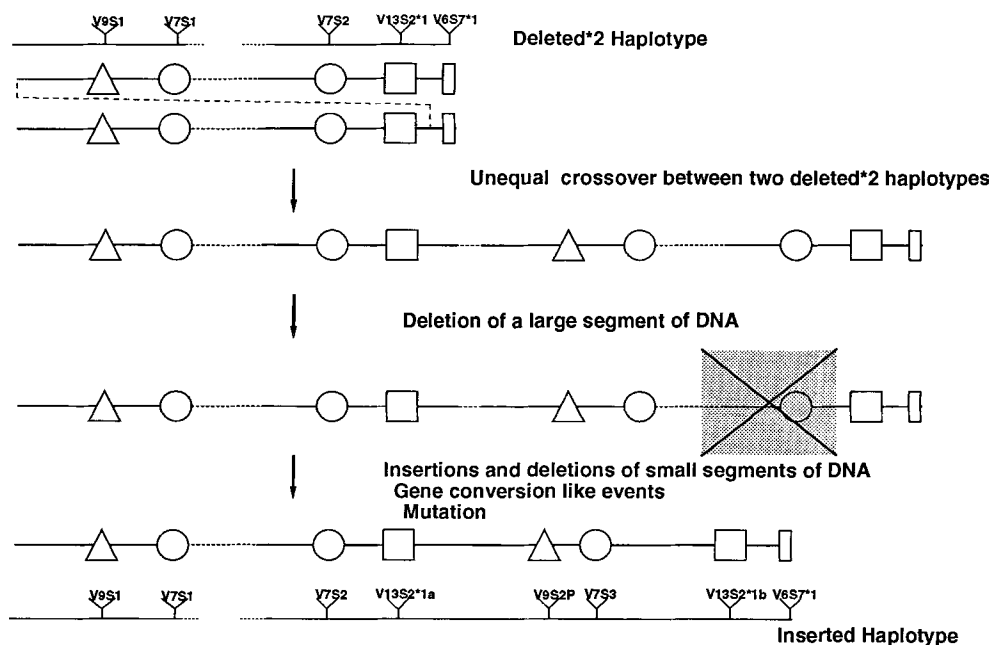 V9S1 V7S1 V7S2 V13S2*1 V6S7*1
Deleted*2 Haplotype
Unequal crossover between two deleted*2 haplotypes
Deletion of a large segment of DNA
Insertions and deletions of small segments of DNA
Gene conversion like events
Mutation
V9S1 V7S1 V7S2 V13S2*1a V9S2P V7S3 V13S2*1b V6S7*1
Inserted Haplotype